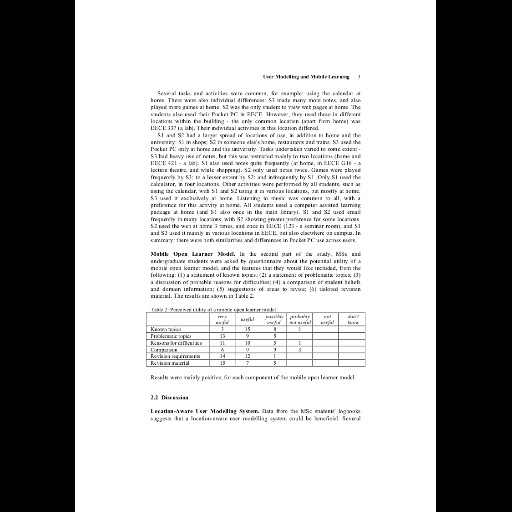 User Modelling and Mobile Learning 3
Several tasks and activities were common, for example: using the calendar at
home. There were also individual differences: S3 made many more notes, and also
played more games at home. S2 was the only student to view web pages at home. The
students also used their Pocket PC in EECE. However, they used these in different
locations within the building - the only common location (apart from home) was
EECE 337 (a lab). Their individual activities in this location differed.
S1 and S2 had a larger spread of locations of use, in addition to home and the
university: S1 in shops; S2 in someone else's home, restaurants and trains. S3 used the
Pocket PC only at home and the university. Tasks undertaken varied to some extent -
S3 had heavy use of notes, but this was restricted mainly to two locations (home and
EECE 421 - a lab). S1 also used notes quite frequently (at home, in EECE G16 - a
lecture theatre, and while shopping). S2 only used notes twice. Games were played
frequently by S3; to a lesser extent by S2; and infrequently by S1. Only S1 used the
calculator, in four locations. Other activities were performed by all students, such as
using the calendar, with S1 and S2 using it in various locations, but mostly at home.
S3 used it exclusively at home. Listening to music was common to all, with a
preference for this activity at home. All students used a computer assisted learning
package at home (and S1 also once in the main library). S1 and S2 used email
frequently in many locations, with S2 showing greater preference for some locations.
S2 used the web at home 3 times, and once in EECE (123 - a seminar room), and S1
and S3 used it mainly in various locations in EECE, but also elsewhere on campus. In
summary: there were both similarities and differences in Pocket PC use across users.
Mobile Open Learner Model. In the second part of the study, MSc and
undergraduate students were asked by questionnaire about the potential utility of a
mobile open learner model, and the features that they would like included, from the
following: (1) a statement of known topics; (2) a statement of problematic topics; (3)
a discussion of probable reasons for difficulties; (4) a comparison of student beliefs
and domain information; (5) suggestions of areas to revise; (6) tailored revision
material. The results are shown in Table 2.
Table 2: Perceived utility of a mobile open learner model
very useful useful possibly useful probably not useful not useful don't know
Known topics 3 15 8 1
Problematic topics 13 9 5
Reasons for difficulties 11 10 5 1
Comparison 6 9 9 3
Revision requirements 14 12 1
Revision material 15 7 5
Results were mainly positive, for each component of the mobile open learner model.
2.2 Discussion
Location-Aware User Modelling System. Data from the MSc students' logbooks
suggests that a location-aware user modelling system could be beneficial. Several